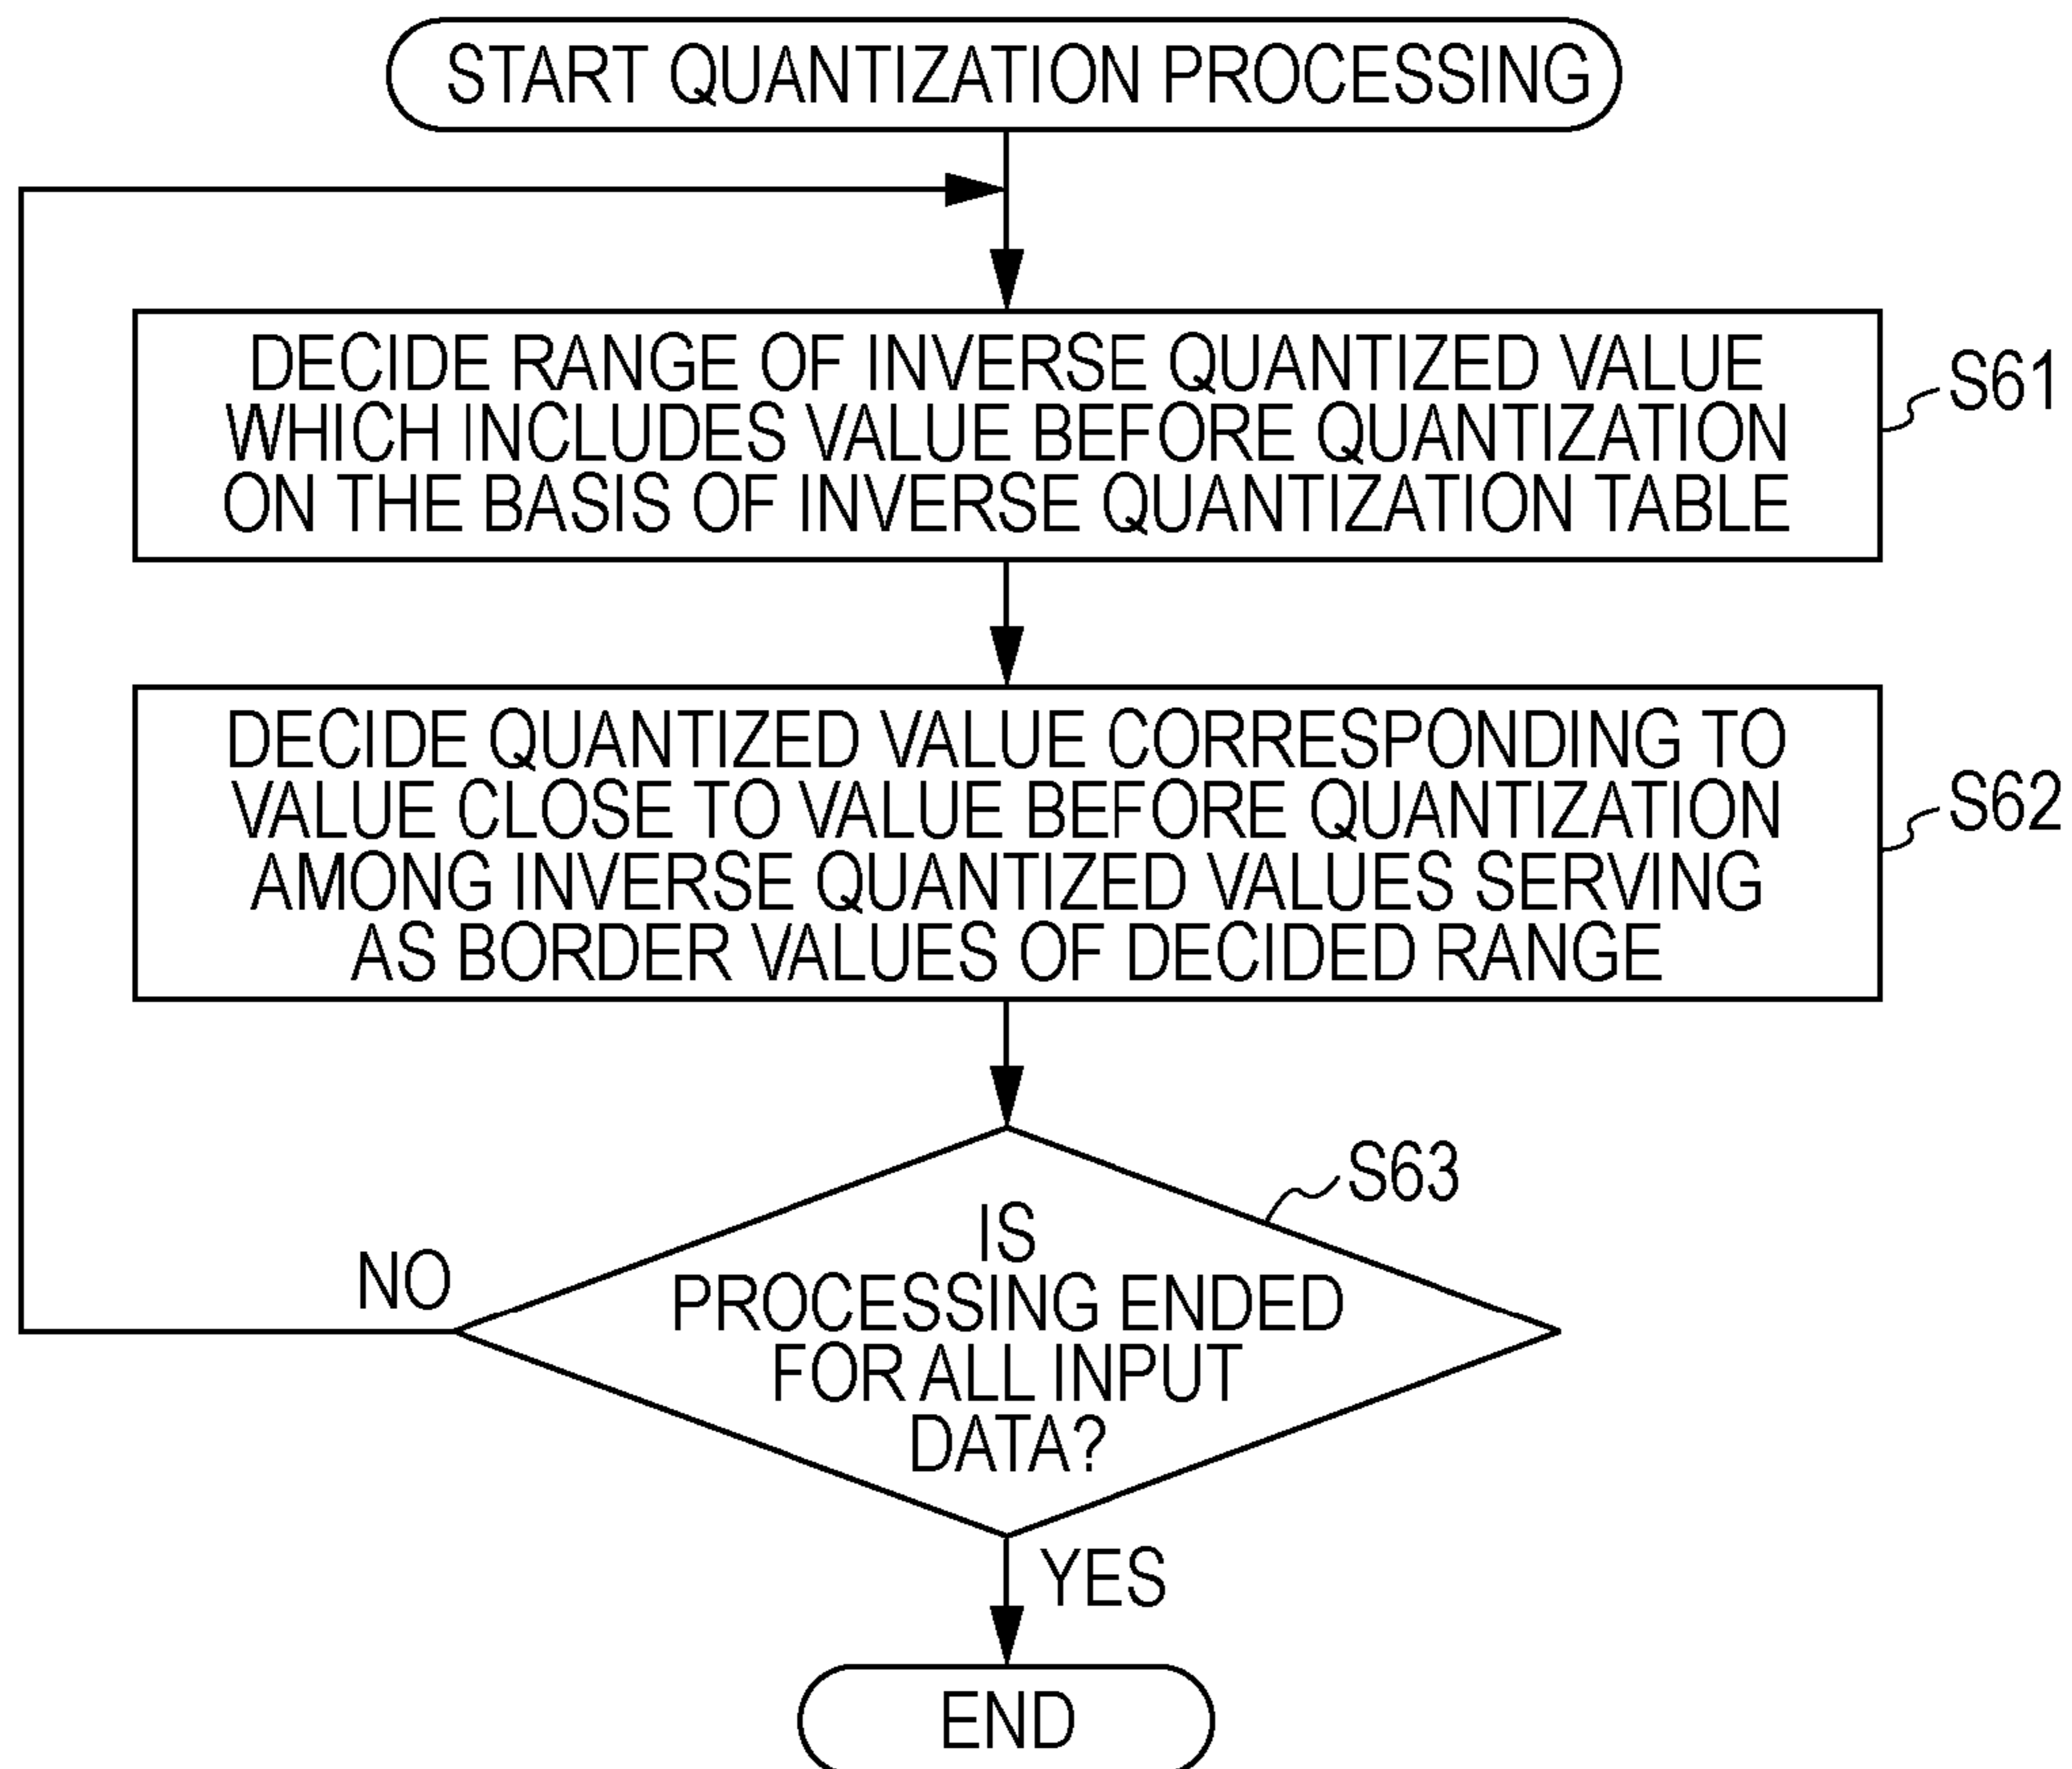 START QUANTIZATION PROCESSING
DECIDE RANGE OF INVERSE QUANTIZED VALUE
WHICH INCLUDES VALUE BEFORE QUANTIZATION
ON THE BASIS OF INVERSE QUANTIZATION TABLE
S61
DECIDE QUANTIZED VALUE CORRESPONDING TO
VALUE CLOSE TO VALUE BEFORE QUANTIZATION
AMONG INVERSE QUANTIZED VALUES SERVING
AS BORDER VALUES OF DECIDED RANGE
S62
S63
IS
PROCESSING ENDED
FOR ALL INPUT
DATA?
NO
YES
END